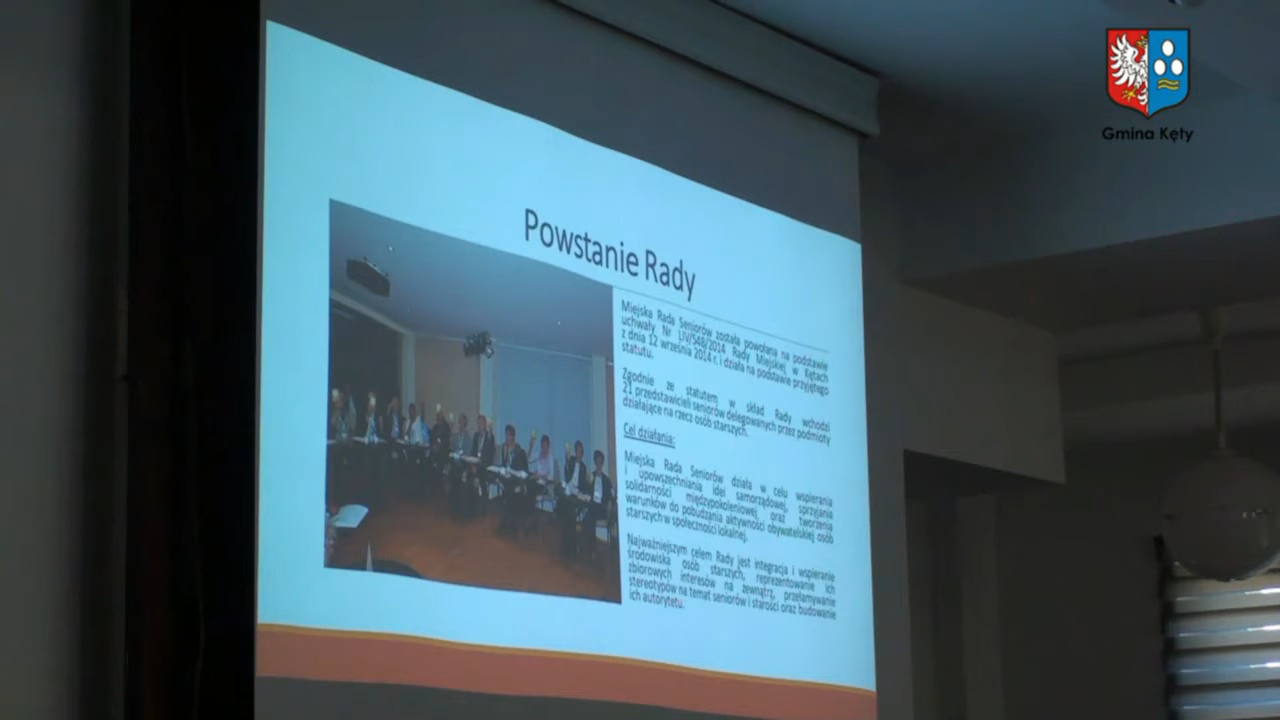 Gmina Kęty
Powstanie Rady
Miejska Rada Seniorów została powołana na podstawie
uchwały Nr LIV/548/2014 Rady Miejskiej w Kętach
z dnia 12 września 2014 r. i działa na podstawie przyjętego
statutu.
Zgodnie ze statutem w skład Rady wchodzi
21 przedstawicieli seniorów delegowanych przez podmioty
działające na rzecz osób starszych.
Cel działania:
Miejska Rada Seniorów działa w celu wspierania
i upowszechniania idei samorządowej, sprzyjania
solidarności międzypokoleniowej oraz tworzenia
warunków do pobudzania aktywności obywatelskiej osób
starszych w społeczności lokalnej.
Najważniejszym celem Rady jest integracja i wspieranie
środowiska osób starszych, reprezentowanie ich
zbiorowych interesów na zewnątrz, przełamywanie
stereotypów na temat seniorów i starości oraz budowanie
ich autorytetu.